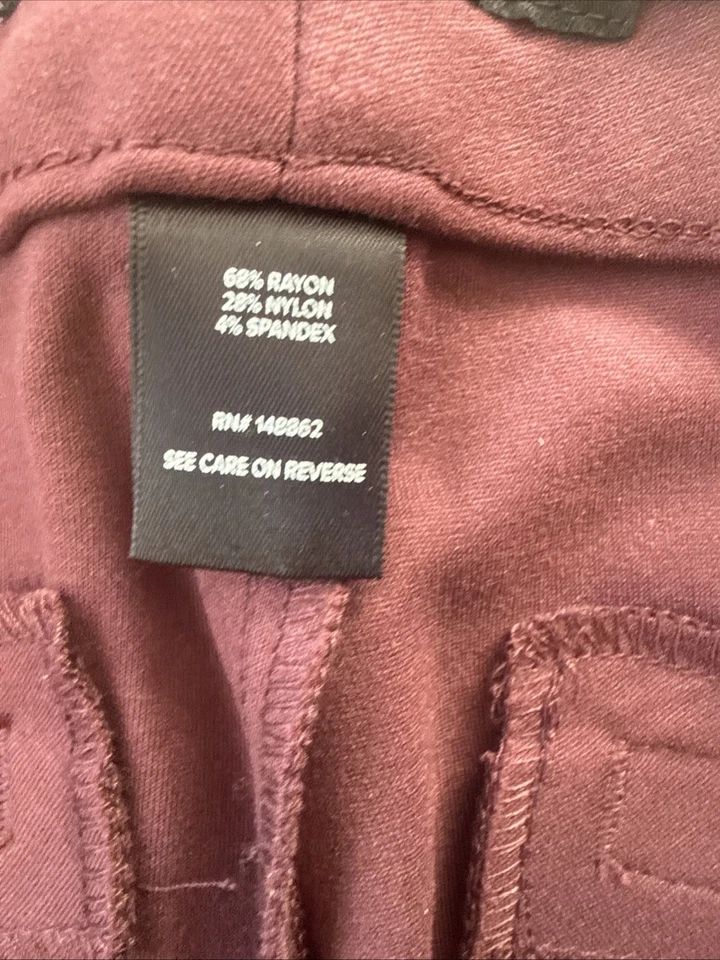 68% RAYON
28% NYLON
4% SPANDEX
RN# 148862
SEE CARE ON REVERSE